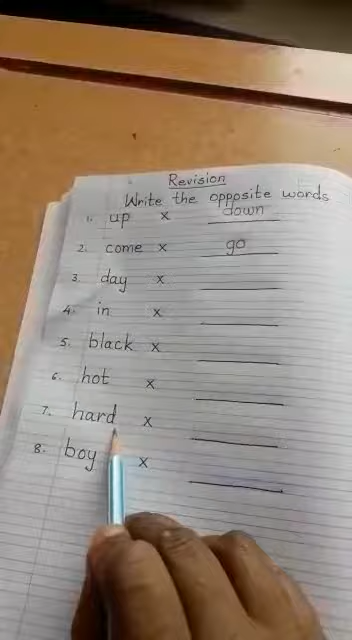 Revision
Write the opposite words
1. up x down
2. come x go
3. day x
4. in x
5. black x
6. hot x
7. hard x
8. boy x